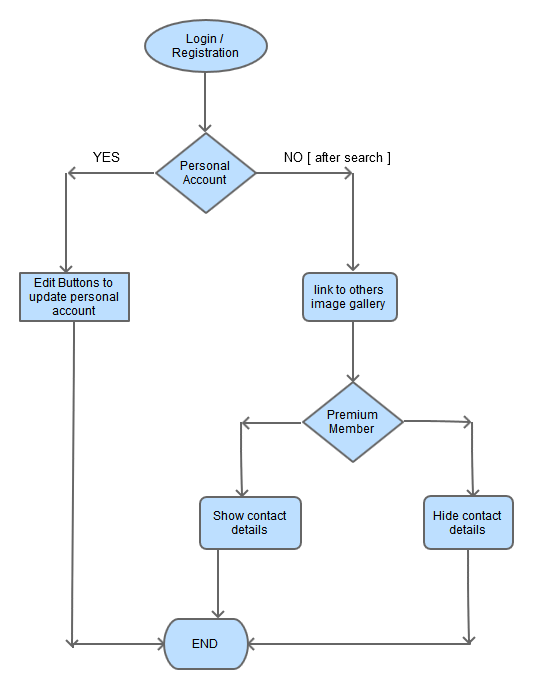 Login /
Registration
Personal
Account
YES
NO [ after search ]
Edit Buttons to
update personal
account
link to others
image gallery
Premium
Member
Show contact
details
Hide contact
details
END